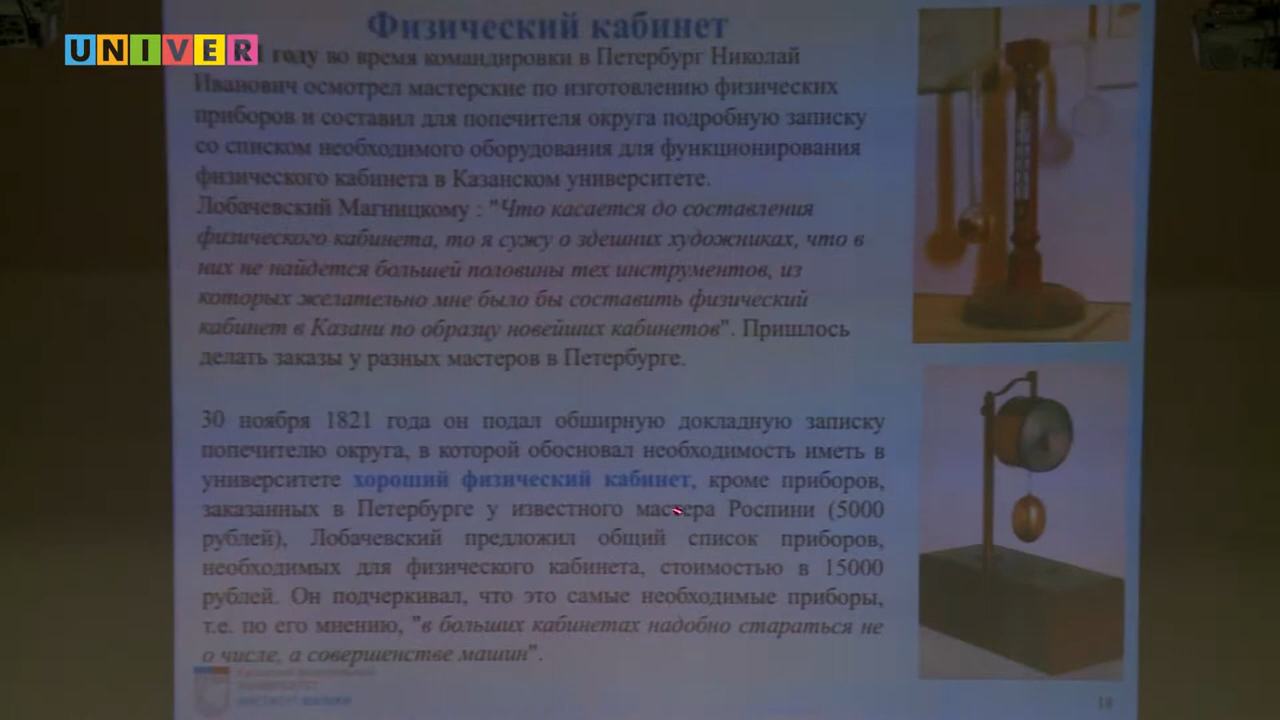 UNIVER
Физический кабинет
году во время командировки в Петербург Николай
Иванович осмотрел мастерские по изготовлению физических
приборов и составил для попечителя округа подробную записку
со списком необходимого оборудования для функционирования
физического кабинета в Казанском университете.
Лобачевский Магницкому : "Что касается до составления
физического кабинета, то я сужу о здешних художниках, что в
них не найдется большей половины тех инструментов, из
которых желательно мне было бы составить физический
кабинет в Казани по образцу новейших кабинетов". Пришлось
делать заказы у разных мастеров в Петербурге.
30 ноября 1821 года он подал обширную докладную записку
попечителю округа, в которой обосновал необходимость иметь в
университете хороший физический кабинет, кроме приборов,
заказанных в Петербурге у известного мастера Роспини (5000
рублей), Лобачевский предложил общий список приборов,
необходимых для физического кабинета, стоимостью в 15000
рублей. Он подчеркивал, что это самые необходимые приборы,
т.е. по его мнению, "в больших кабинетах надобно стараться не
о числе, а совершенстве машин".
УНИВЕРСИТЕТ
ИНСТИТУТ ФИЗИКИ
18